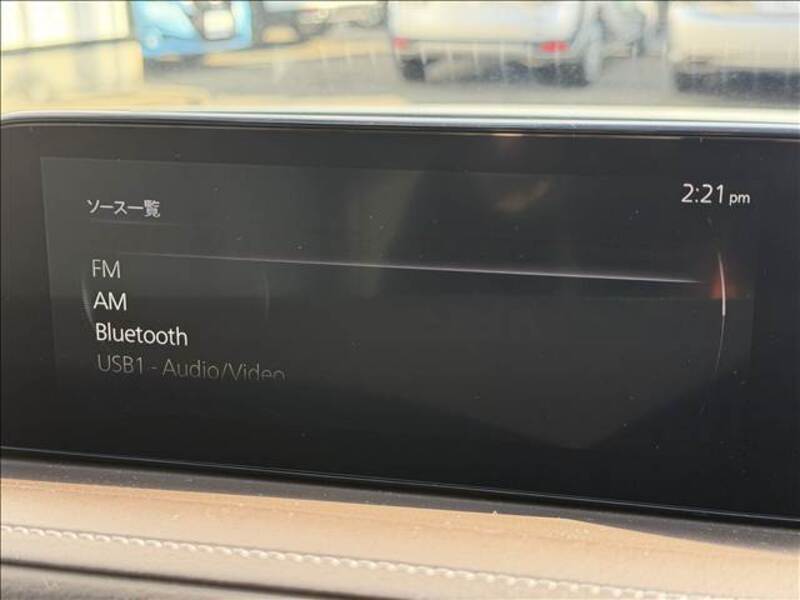 ソース一覧
2:21 pm
FM
AM
Bluetooth
USB1 - Audio/Video